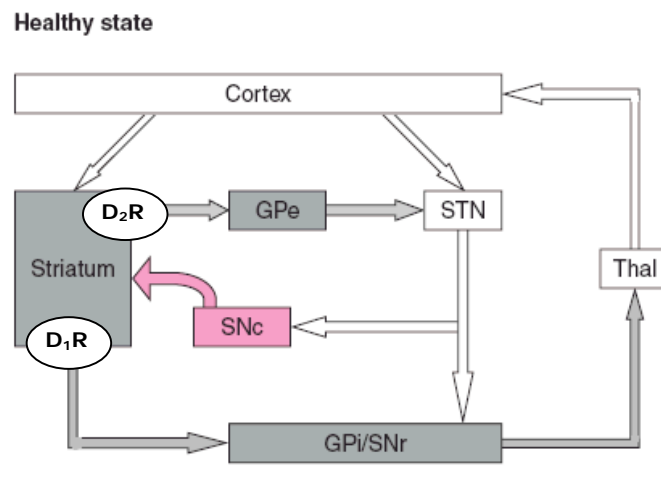 Healthy state
Cortex
D₂R
GPe
STN
Striatum
Thal
SNc
D₁R
GPi/SNr